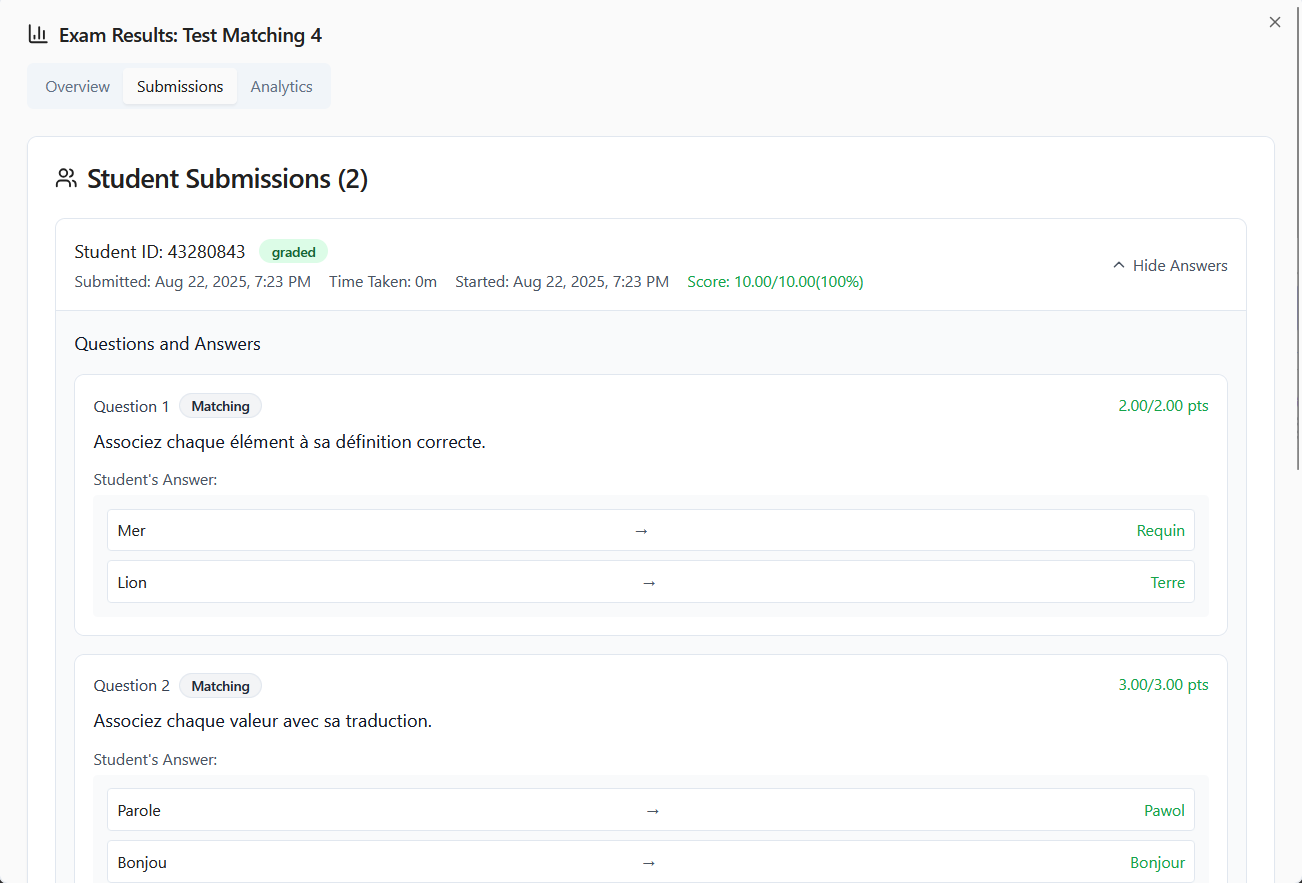 Exam Results: Test Matching 4
Overview Submissions Analytics
Student Submissions (2)
Student ID: 43280843 graded
Hide Answers
Submitted: Aug 22, 2025, 7:23 PM Time Taken: 0m Started: Aug 22, 2025, 7:23 PM Score: 10.00/10.00(100%)
Questions and Answers
Question 1 Matching 2.00/2.00 pts
Associez chaque élément à sa définition correcte.
Student's Answer:
Mer → Requin
Lion → Terre
Question 2 Matching 3.00/3.00 pts
Associez chaque valeur avec sa traduction.
Student's Answer:
Parole → Pawol
Bonjou → Bonjour